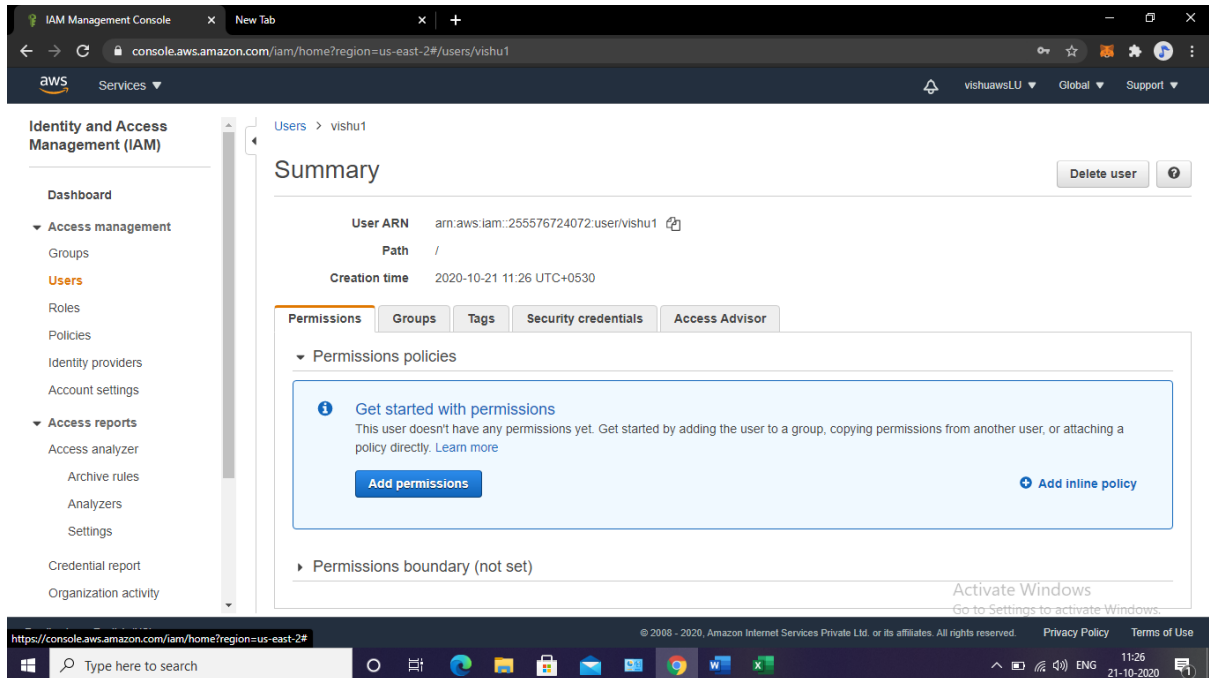 IAM Management Console
New Tab
console.aws.amazon.com/iam/home?region=us-east-2#/users/vishu1
aws
Services
vishuawsLU
Global
Support
Identity and Access
Management (IAM)
Dashboard
Access management
Groups
Users
Roles
Policies
Identity providers
Account settings
Access reports
Access analyzer
Archive rules
Analyzers
Settings
Credential report
Organization activity
Users > vishu1
Summary
Delete user
User ARN arn:aws:iam::255576724072:user/vishu1
Path /
Creation time 2020-10-21 11:26 UTC+0530
Permissions Groups Tags Security credentials Access Advisor
Permissions policies
Get started with permissions
This user doesn't have any permissions yet. Get started by adding the user to a group, copying permissions from another user, or attaching a
policy directly. Learn more
Add permissions
Add inline policy
Permissions boundary (not set)
Activate Windows
Go to Settings to activate Windows.
https://console.aws.amazon.com/iam/home?region=us-east-2#
© 2008 - 2020, Amazon Internet Services Private Ltd. or its affiliates. All rights reserved. Privacy Policy Terms of Use
Type here to search
ENG
11:26
21-10-2020